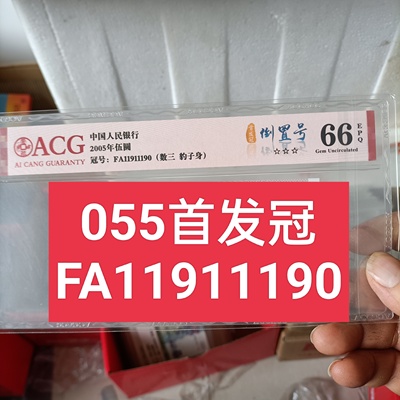 ACG
AI CANG GUARANTY
中国人民银行
2005年伍圆
冠号：FA11911190（数三 豹子身）
倒置号
☆☆☆
66
EPQ
Gem Uncirculated
055首发冠
FA11911190